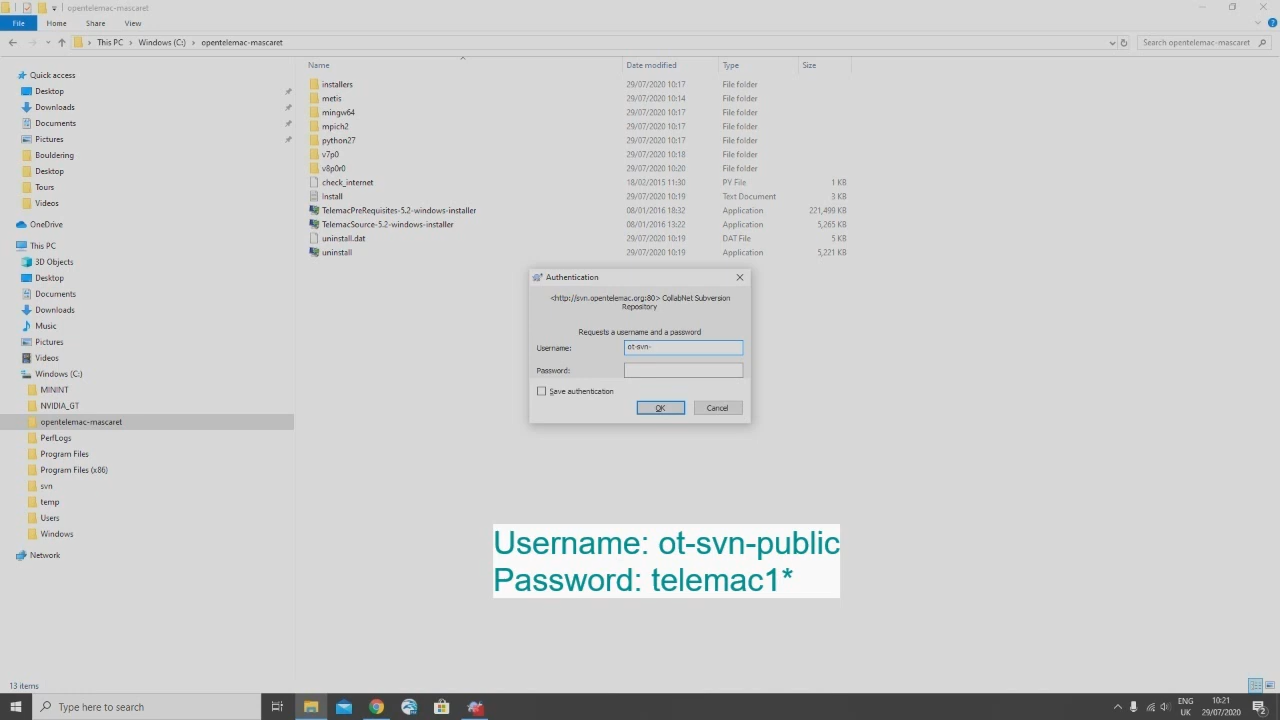 opentelemac-mascaret
File Home Share View
This PC > Windows (C:) > opentelemac-mascaret
Search opentelemac-mascaret
Name Date modified Type Size
Quick access
Desktop
Downloads
Documents
Pictures
Bouldering
Desktop
Tours
Videos
OneDrive
This PC
3D Objects
Desktop
Documents
Downloads
Music
Pictures
Videos
Windows (C:)
MININT
NVIDIA_GT
opentelemac-mascaret
PerfLogs
Program Files
Program Files (x86)
svn
temp
Users
Windows
Network
installers 29/07/2020 10:17 File folder
metis 29/07/2020 10:14 File folder
mingw64 29/07/2020 10:17 File folder
mpich2 29/07/2020 10:17 File folder
python27 29/07/2020 10:17 File folder
v7p0 29/07/2020 10:18 File folder
v8p0r0 29/07/2020 10:20 File folder
check_internet 18/02/2015 11:30 PY File 1 KB
Install 29/07/2020 10:19 Text Document 3 KB
TelemacPreRequisites-5.2-windows-installer 08/01/2016 18:32 Application 221,499 KB
TelemacSource-5.2-windows-installer 08/01/2016 13:22 Application 5,265 KB
uninstall.dat 29/07/2020 10:19 DAT File 5 KB
uninstall 29/07/2020 10:19 Application 5,221 KB
Authentication
<http://svn.opentelemac.org:80> CollabNet Subversion
Repository
Requests a username and a password
Username: ot-svn-
Password:
Save authentication
OK Cancel
Username: ot-svn-public
Password: telemac1*
13 items
Type here to search
ENG
UK
10:21
29/07/2020
2